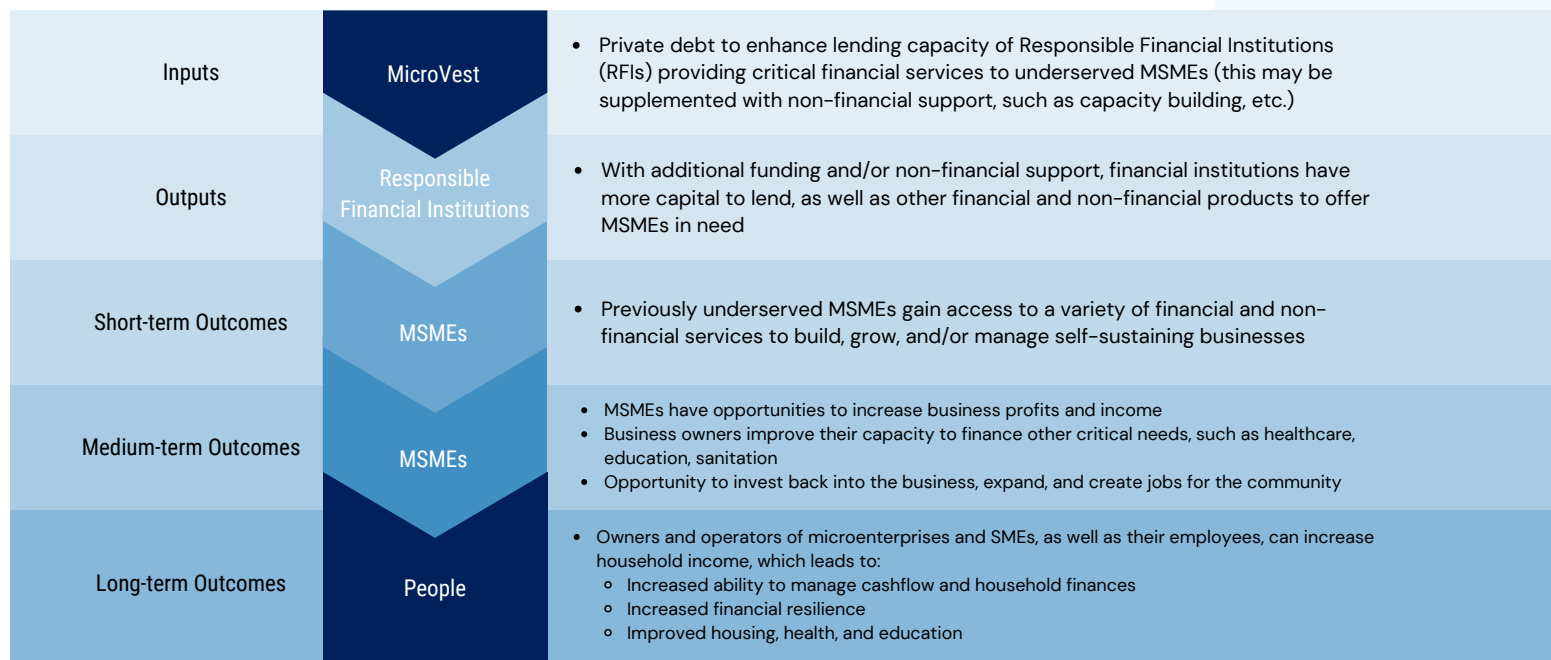 Inputs
MicroVest
• Private debt to enhance lending capacity of Responsible Financial Institutions
(RFIs) providing critical financial services to underserved MSMEs (this may be
supplemented with non-financial support, such as capacity building, etc.)
Outputs
Responsible
Financial Institutions
• With additional funding and/or non-financial support, financial institutions have
more capital to lend, as well as other financial and non-financial products to offer
MSMEs in need
Short-term Outcomes
MSMEs
• Previously underserved MSMEs gain access to a variety of financial and non-
financial services to build, grow, and/or manage self-sustaining businesses
Medium-term Outcomes
MSMEs
• MSMEs have opportunities to increase business profits and income
• Business owners improve their capacity to finance other critical needs, such as healthcare,
education, sanitation
• Opportunity to invest back into the business, expand, and create jobs for the community
Long-term Outcomes
People
• Owners and operators of microenterprises and SMEs, as well as their employees, can increase
household income, which leads to:
◦ Increased ability to manage cashflow and household finances
◦ Increased financial resilience
◦ Improved housing, health, and education